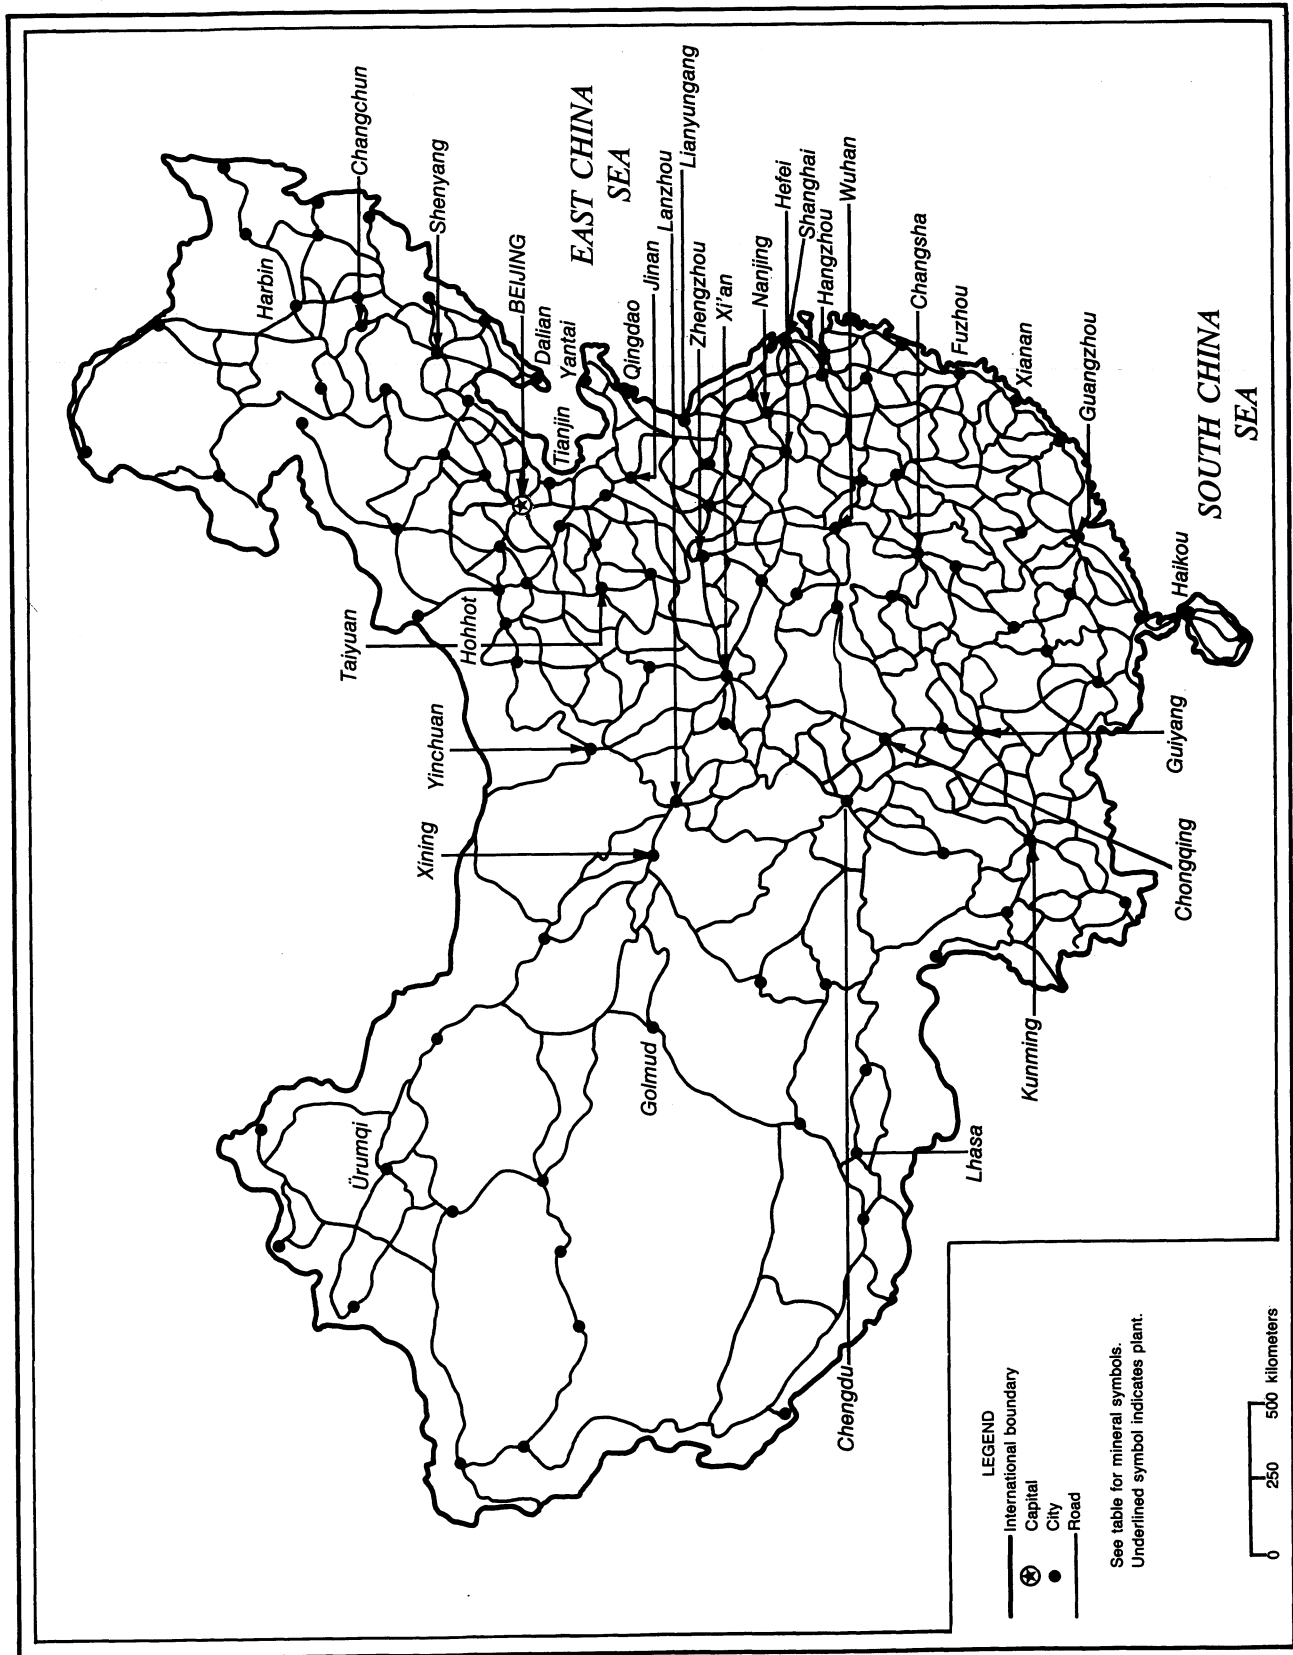 Harbin
Changchun
Shenyang
BEIJING
EAST CHINA
SEA
Dalian
Yantai
Tianjin
Qingdao
Jinan
Lanzhou
Lianyungang
Zhengzhou
Xi'an
Nanjing
Hefei
Shanghai
Hangzhou
Wuhan
Changsha
Fuzhou
Xianan
Guangzhou
SOUTH CHINA
SEA
Haikou
Taiyuan
Hohhot
Yinchuan
Xining
Guiyang
Chongqing
Kunming
Golmud
Ürumqi
Lhasa
Chengdu
LEGEND
International boundary
Capital
City
Road
See table for mineral symbols.
Underlined symbol indicates plant.
0 250 500 kilometers